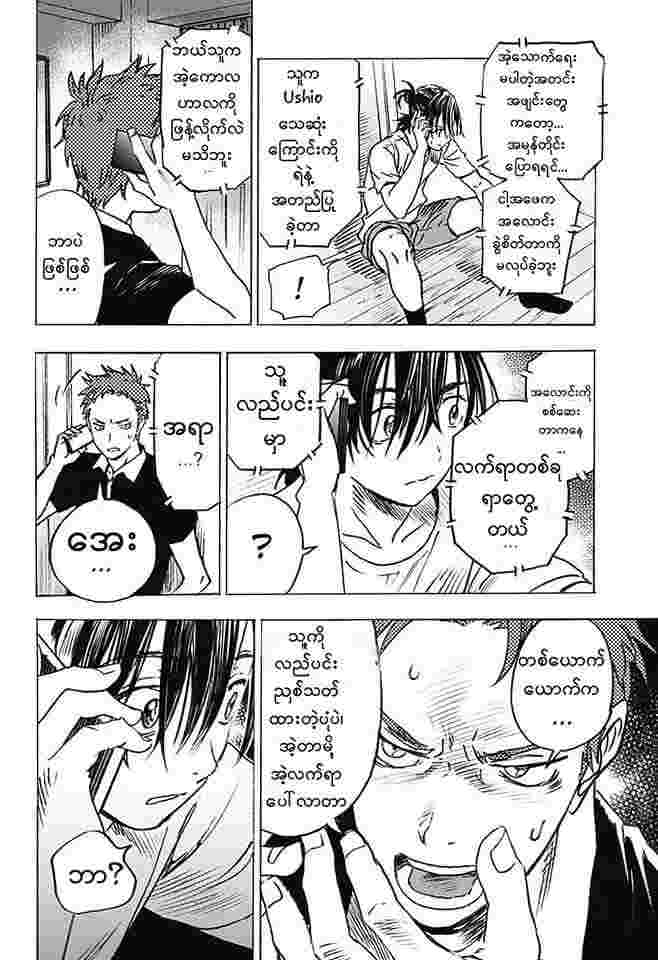 အဲ့သောက်ရေး
မပါတဲ့အတင်း
အဖျင်းတွေ
ကတော့...
အမှန်တိုင်း
ပြောရရင်...
ငါ့အဖေက
အလောင်း
ခွဲစိတ်တာကို
မလုပ်ခဲ့ဘူး
သူက
Ushio
သေဆုံး
ကြောင်းကို
ရဲနဲ့
အတည်ပြု
ခဲ့တာ
!
ဘယ်သူက
အဲ့ကောလ
ဟာလကို
ဖြန့်လိုက်လဲ
မသိဘူး
ဘာပဲ
ဖြစ်ဖြစ်
...
အလောင်းကို
စစ်ဆေး
တာကနေ
...
လက်ရာတစ်ခု
ရှာတွေ့
တယ်
သူ့
လည်ပင်း
မှာ
?
အရာ
...?
အေး
...
တစ်ယောက်
ယောက်က
...
သူ့ကို
လည်ပင်း
ညှစ်သတ်
ထားတဲ့ပုံပဲ၊
အဲ့တာမို့
အဲ့လက်ရာ
ပေါ်လာတာ
ဘာ?